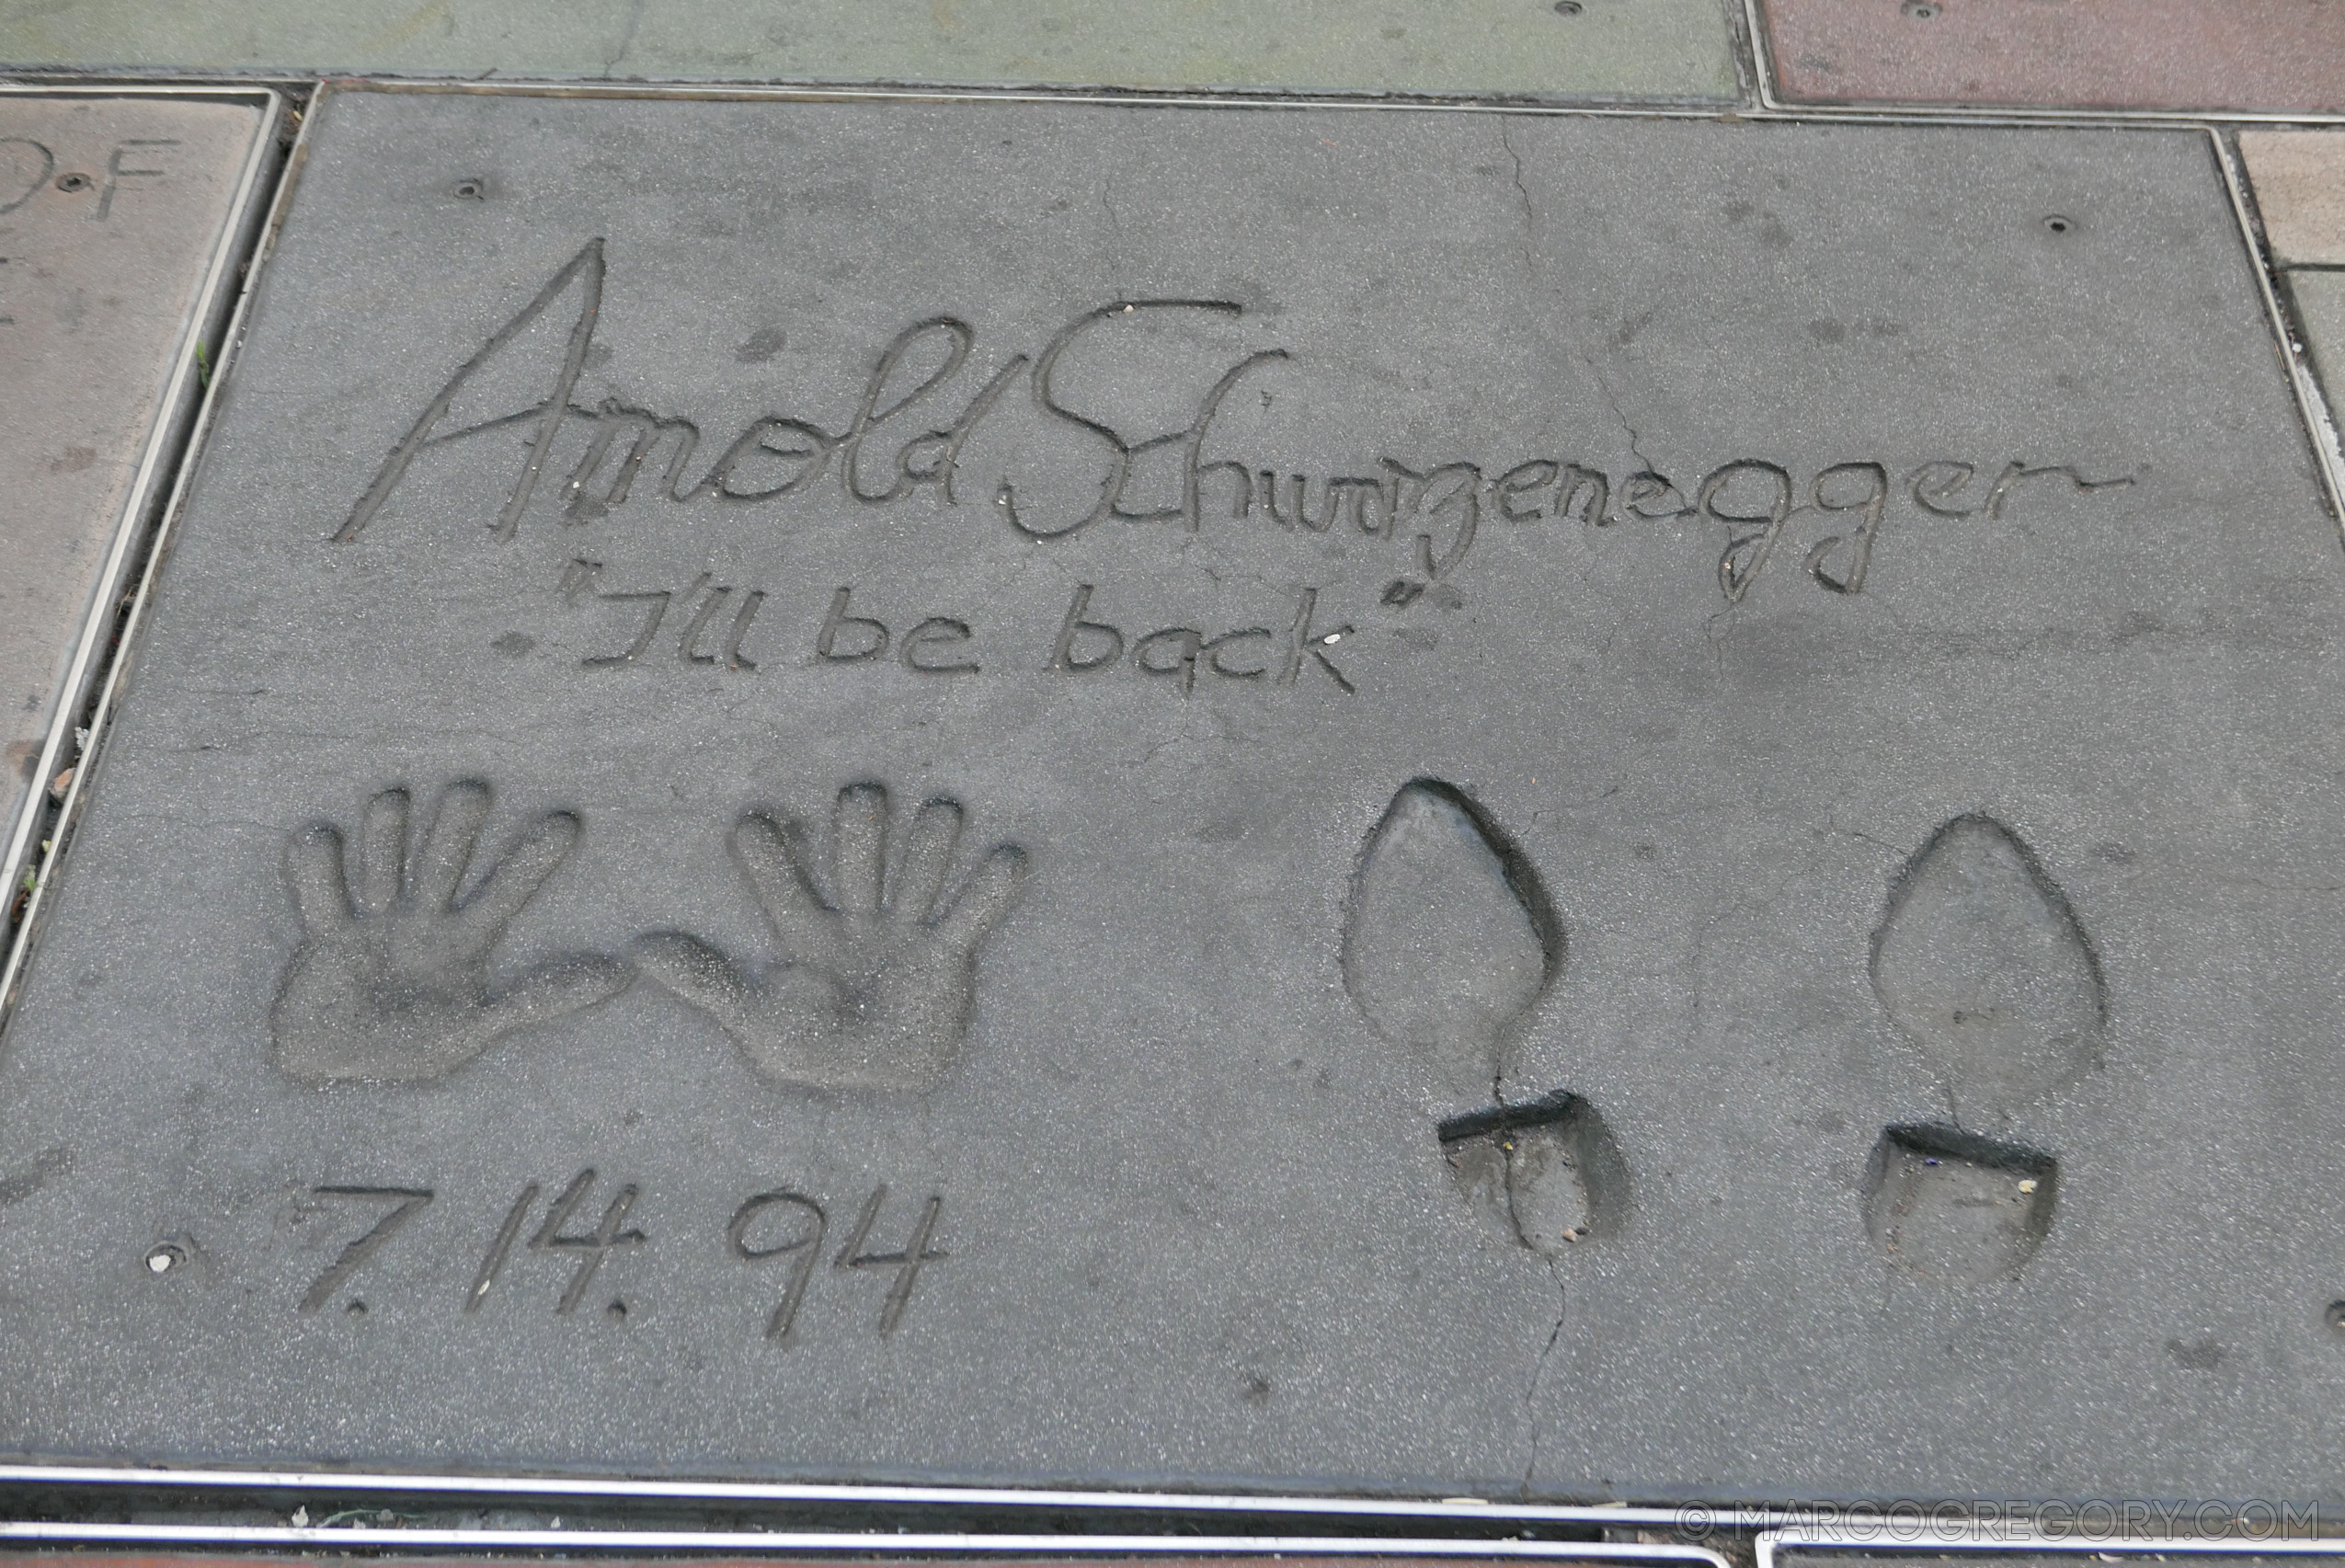 O.F
Arnold Schwarzenegger
"I'll be back"
7. 14. 94
© MARCOGREGORY.COM